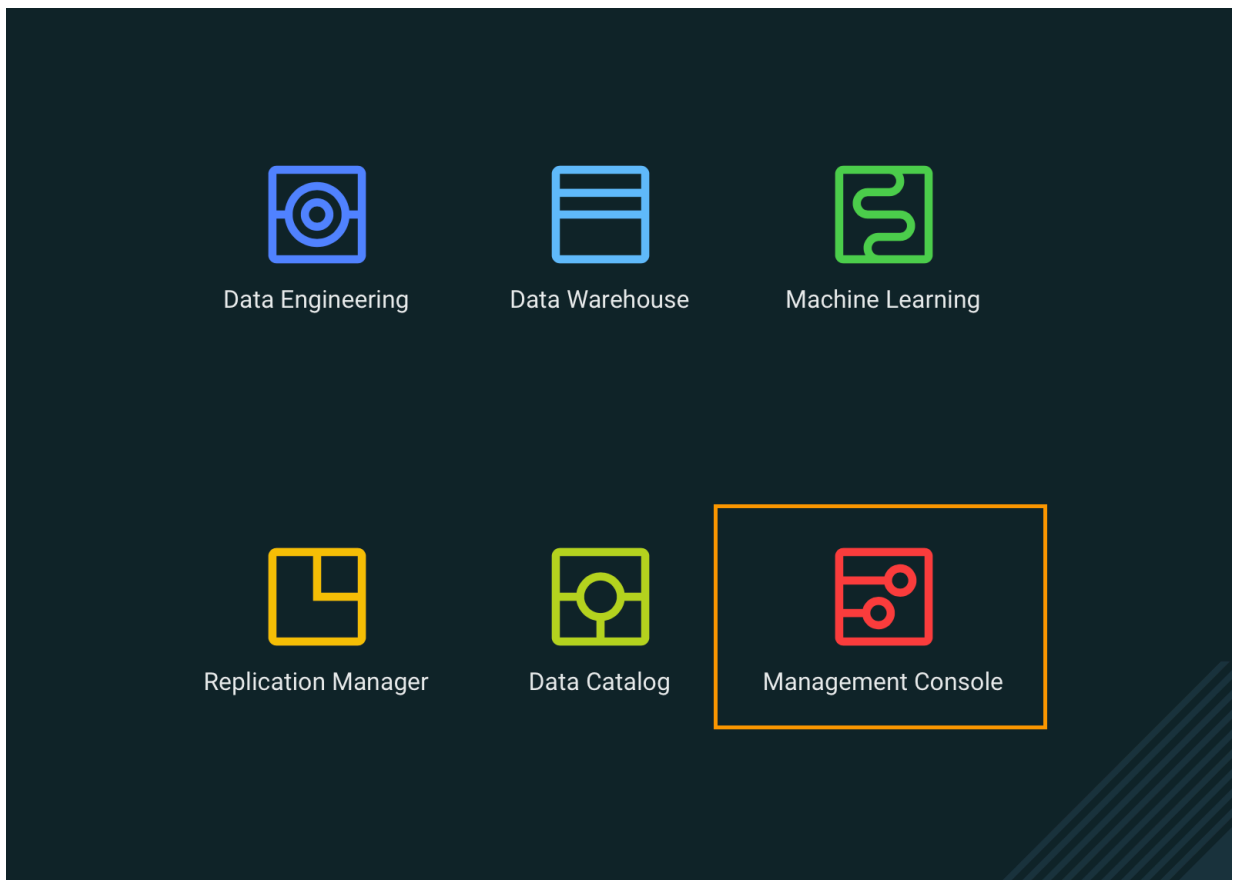 Data Engineering
Data Warehouse
Machine Learning
Replication Manager
Data Catalog
Management Console